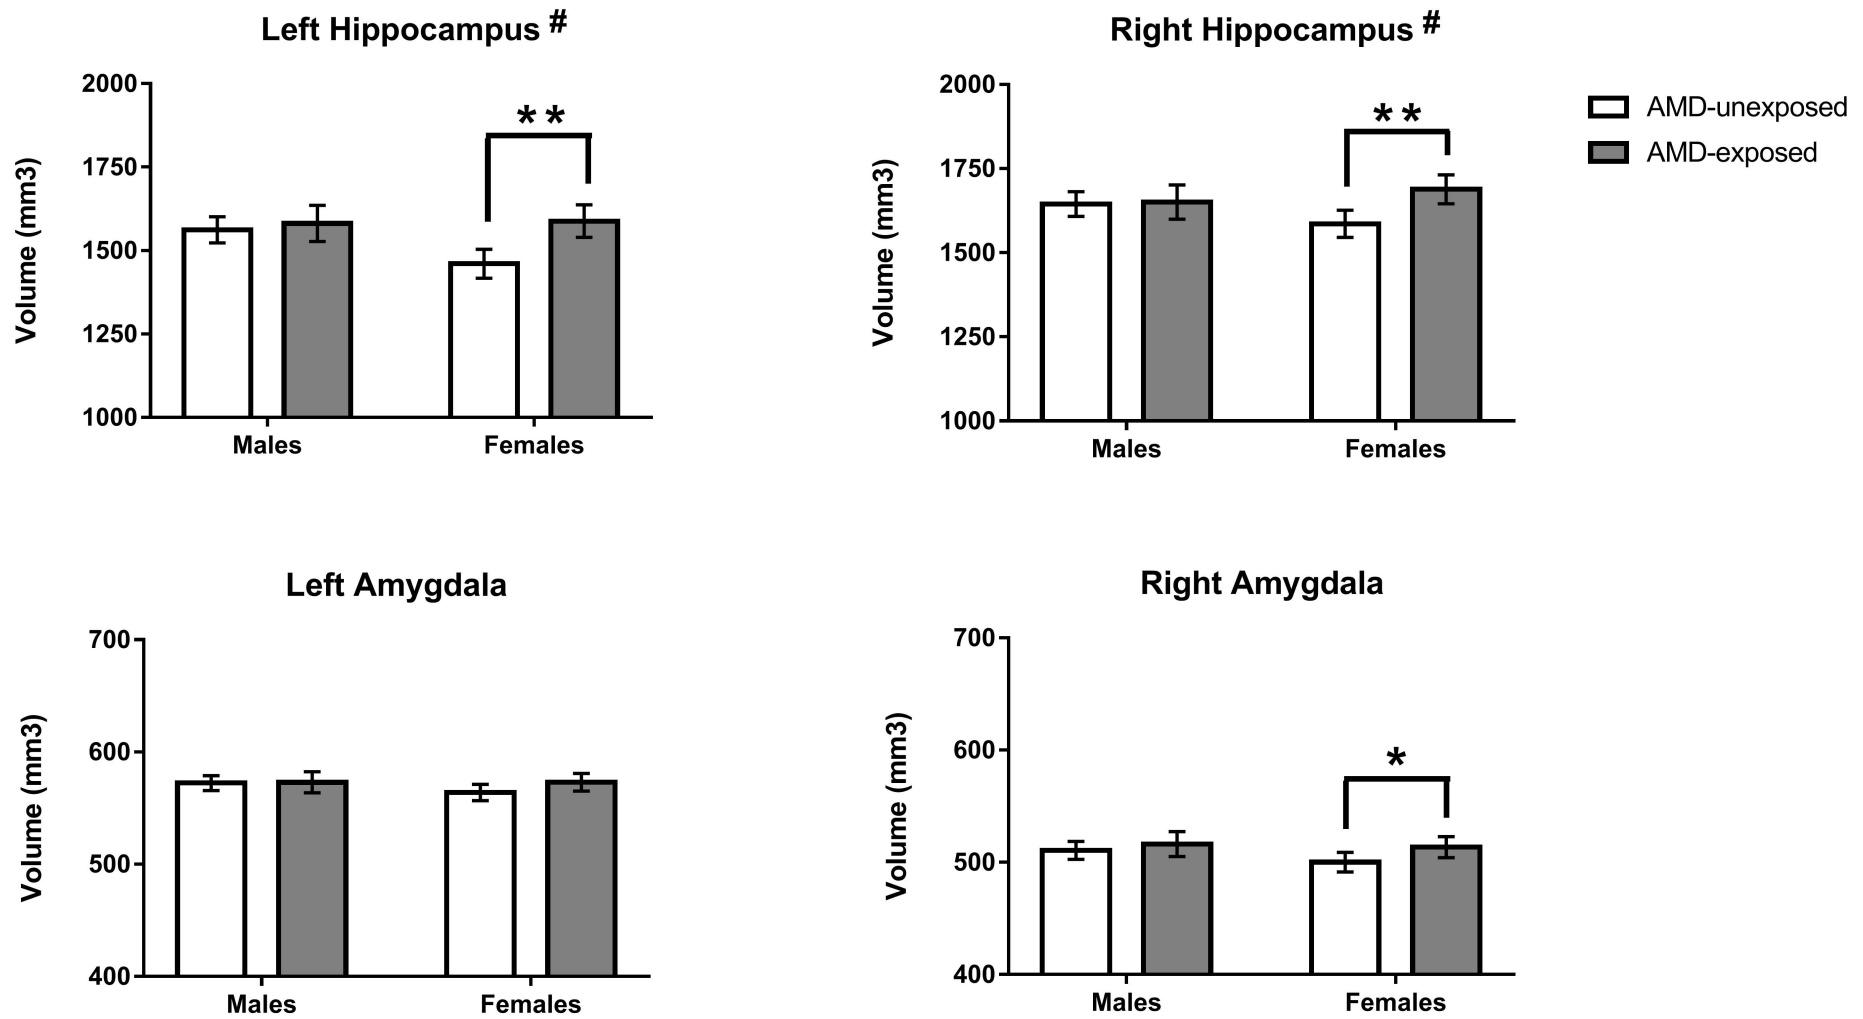 Left Hippocampus #
Volume (mm3)
2000
1750
1500
1250
1000
**
Males
Females
Right Hippocampus #
Volume (mm3)
2000
1750
1500
1250
1000
**
Males
Females
AMD-unexposed
AMD-exposed
Left Amygdala
Volume (mm3)
700
600
500
400
Males
Females
Right Amygdala
Volume (mm3)
700
600
500
400
*
Males
Females